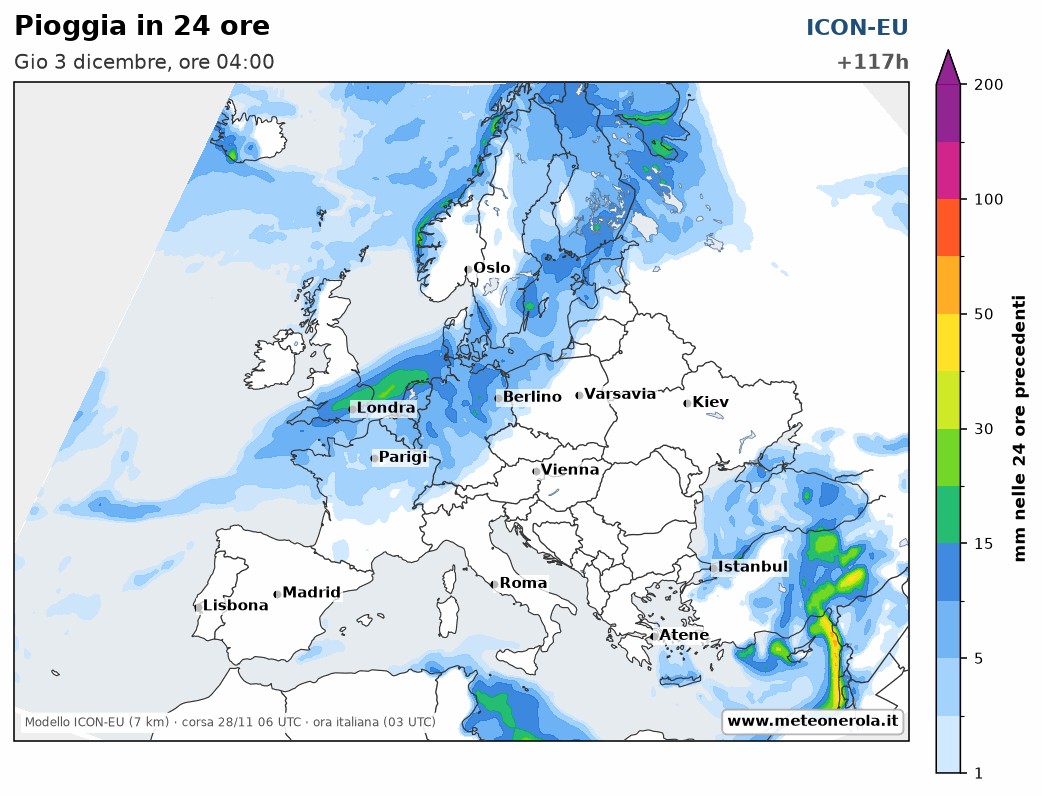 Pioggia in 24 ore
ICON-EU
Gio 3 dicembre, ore 04:00
+117h
200
100
50
30
15
5
1
mm nelle 24 ore precedenti
Oslo
Berlino
Varsavia
Kiev
Londra
Parigi
Vienna
Istanbul
Roma
Madrid
Lisbona
Atene
Modello ICON-EU (7 km) · corsa 28/11 06 UTC · ora italiana (03 UTC)
www.meteonerola.it